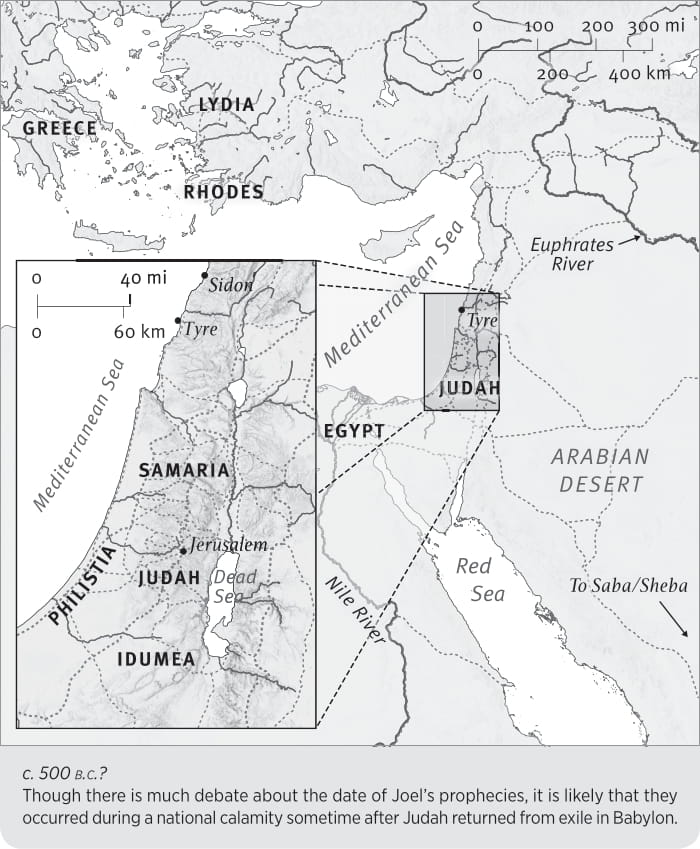 0 100 200 300 mi
0 200 400 km
LYDIA
GREECE
RHODES
Mediterranean Sea
Euphrates
River
Tyre
JUDAH
EGYPT
ARABIAN
DESERT
Red
Sea
To Saba/Sheba
Nile River
0 40 mi
0 60 km
Sidon
Tyre
Mediterranean Sea
SAMARIA
Jerusalem
PHILISTIA
JUDAH
Dead
Sea
IDUMEA
c. 500 B.C.?
Though there is much debate about the date of Joel’s prophecies, it is likely that they
occurred during a national calamity sometime after Judah returned from exile in Babylon.